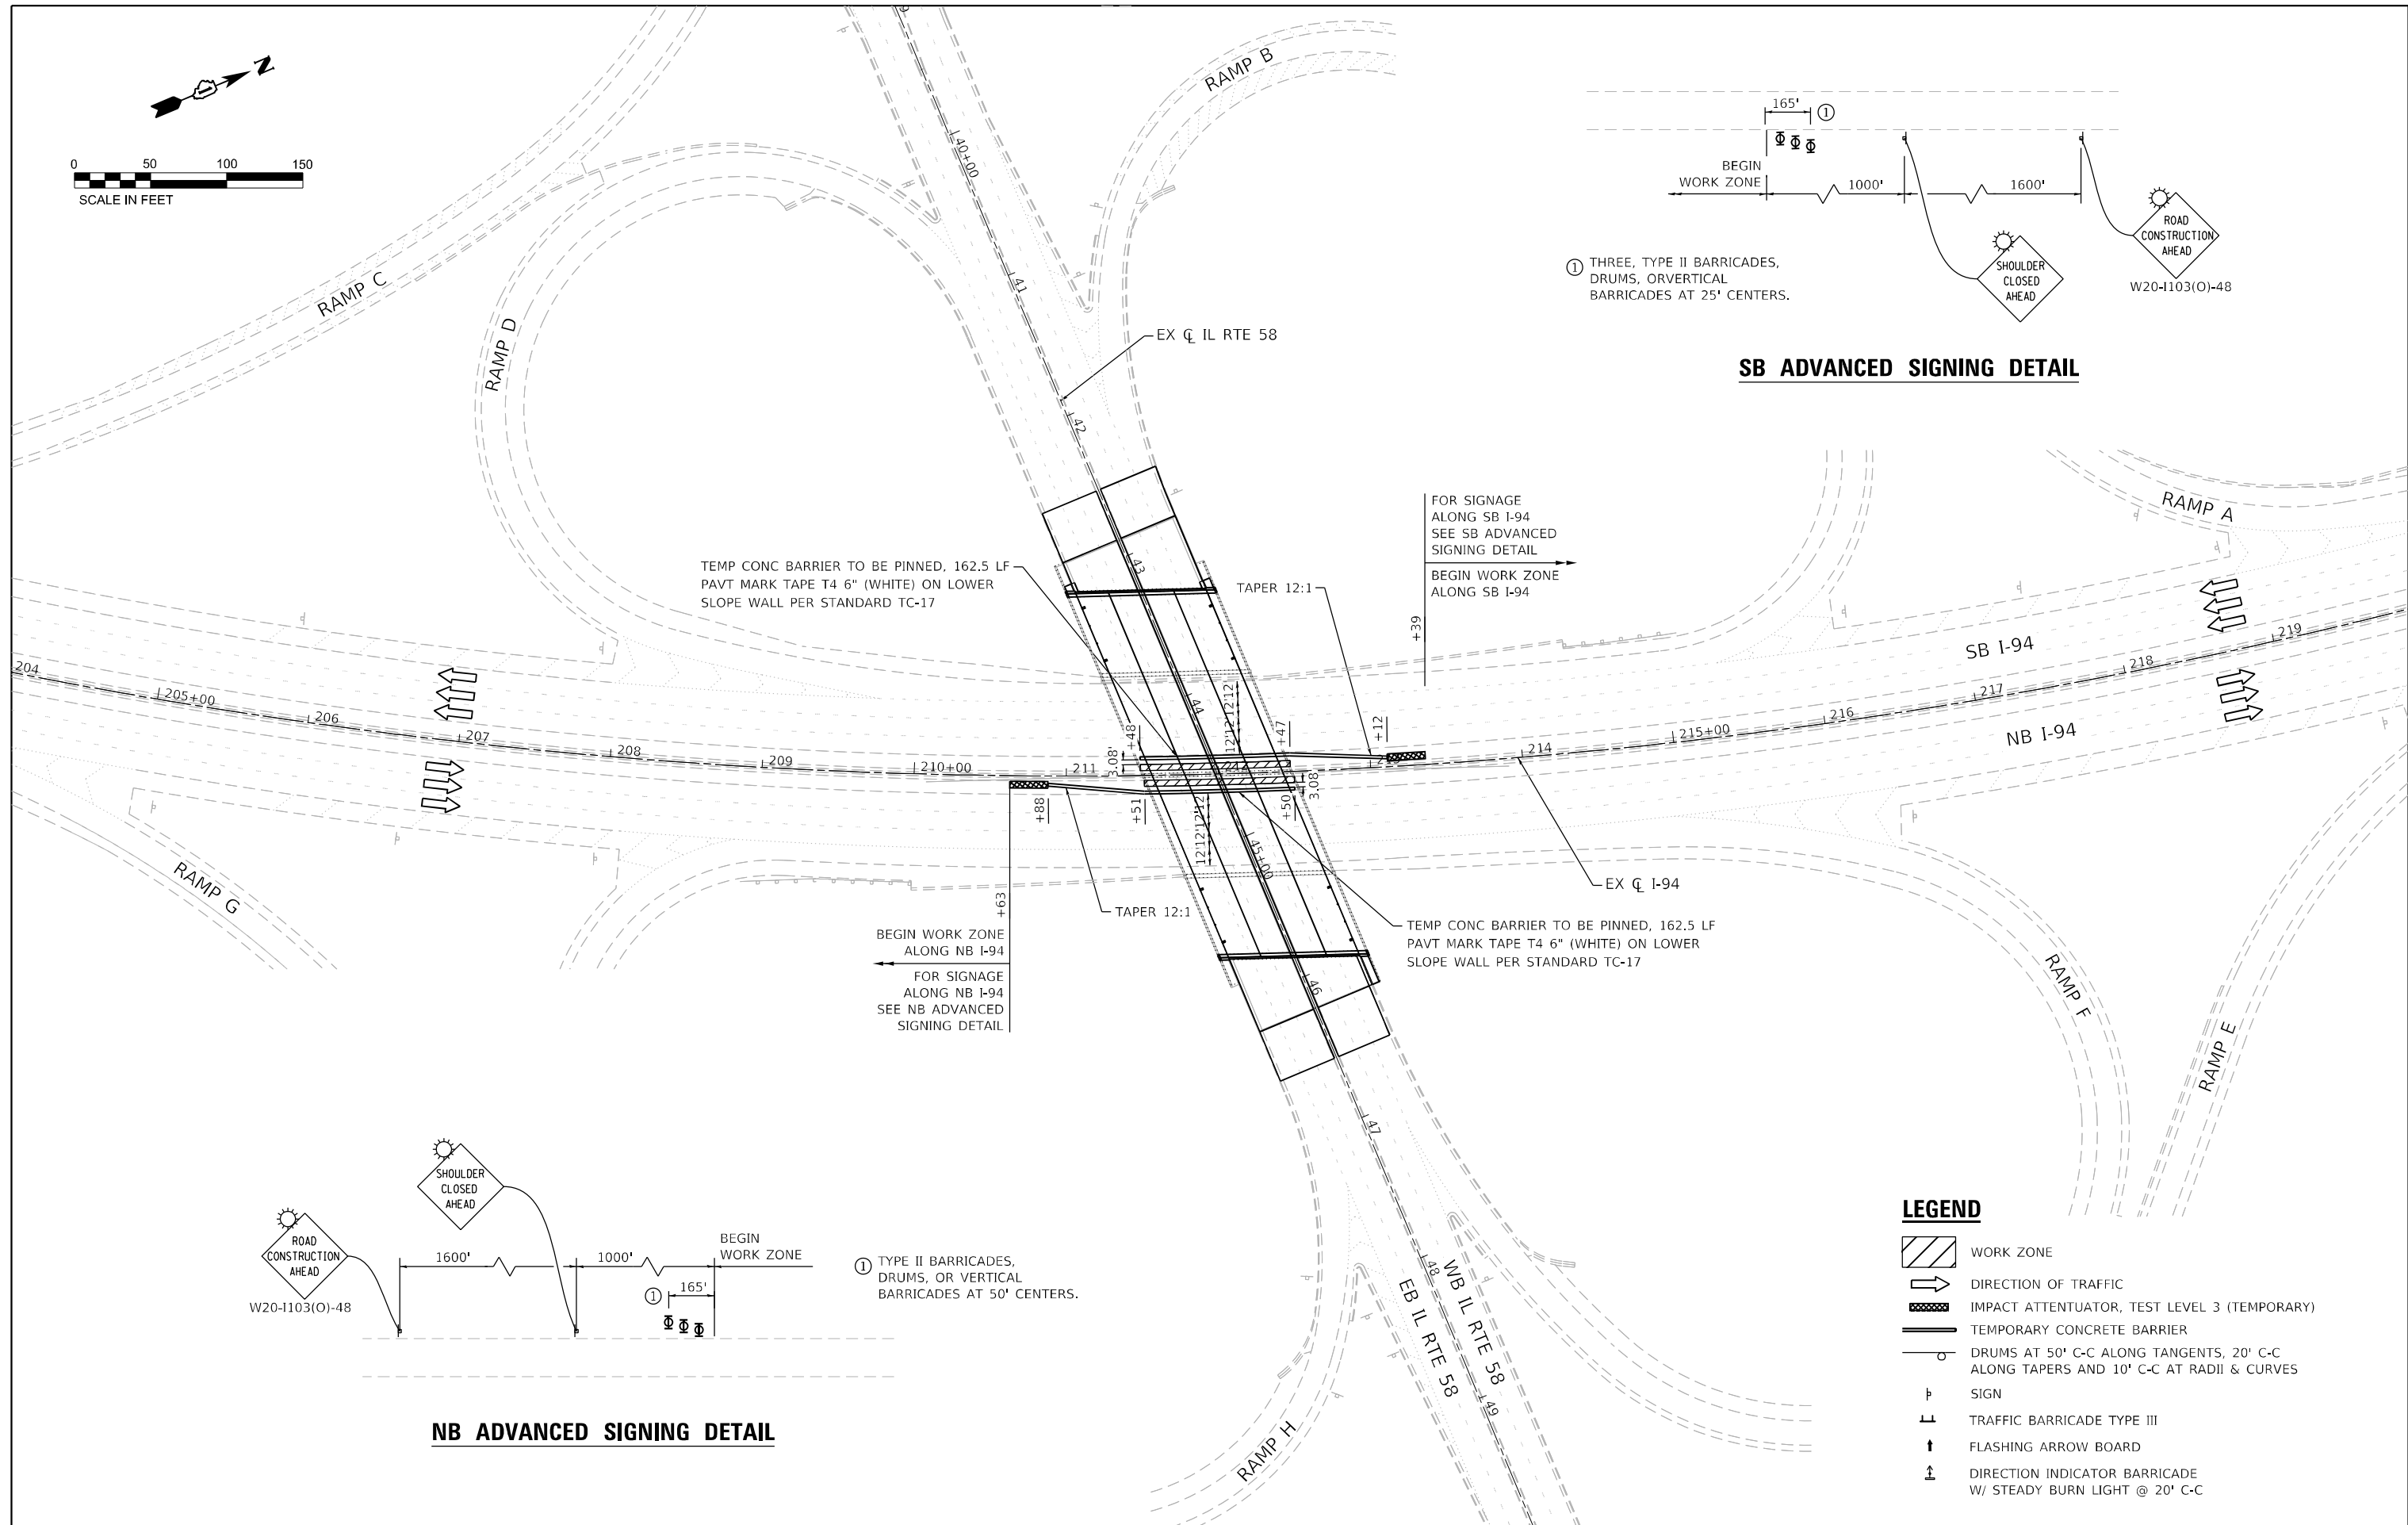 N
0 50 100 150
SCALE IN FEET
RAMP C
RAMP D
RAMP B
40+00
41
42
EX ℄ IL RTE 58
165'
①
BEGIN
WORK ZONE
1000'
1600'
ROAD
CONSTRUCTION
AHEAD
W20-I103(O)-48
SHOULDER
CLOSED
AHEAD
① THREE, TYPE II BARRICADES,
DRUMS, ORVERTICAL
BARRICADES AT 25' CENTERS.
SB ADVANCED SIGNING DETAIL
RAMP A
FOR SIGNAGE
ALONG SB I-94
SEE SB ADVANCED
SIGNING DETAIL
BEGIN WORK ZONE
ALONG SB I-94
+39
TEMP CONC BARRIER TO BE PINNED, 162.5 LF
PAVT MARK TAPE T4 6" (WHITE) ON LOWER
SLOPE WALL PER STANDARD TC-17
TAPER 12:1
43
44
204
205+00
206
207
208
209
210+00
211
214
215+00
216
217
218
219
SB I-94
NB I-94
+48
3.08'
12'12'12'12'
+47
+12
+88
+51
12'12'12'12'
+50
3.08'
45+00
EX ℄ I-94
RAMP G
+63
TAPER 12:1
BEGIN WORK ZONE
ALONG NB I-94
FOR SIGNAGE
ALONG NB I-94
SEE NB ADVANCED
SIGNING DETAIL
TEMP CONC BARRIER TO BE PINNED, 162.5 LF
PAVT MARK TAPE T4 6" (WHITE) ON LOWER
SLOPE WALL PER STANDARD TC-17
46
47
48
49
RAMP F
RAMP E
RAMP H
EB IL RTE 58
WB IL RTE 58
SHOULDER
CLOSED
AHEAD
ROAD
CONSTRUCTION
AHEAD
W20-I103(O)-48
1600'
1000'
BEGIN
WORK ZONE
① 165'
① TYPE II BARRICADES,
DRUMS, OR VERTICAL
BARRICADES AT 50' CENTERS.
NB ADVANCED SIGNING DETAIL
LEGEND
WORK ZONE
DIRECTION OF TRAFFIC
IMPACT ATTENTUATOR, TEST LEVEL 3 (TEMPORARY)
TEMPORARY CONCRETE BARRIER
DRUMS AT 50' C-C ALONG TANGENTS, 20' C-C
ALONG TAPERS AND 10' C-C AT RADII & CURVES
SIGN
TRAFFIC BARRICADE TYPE III
FLASHING ARROW BOARD
DIRECTION INDICATOR BARRICADE
W/ STEADY BURN LIGHT @ 20' C-C